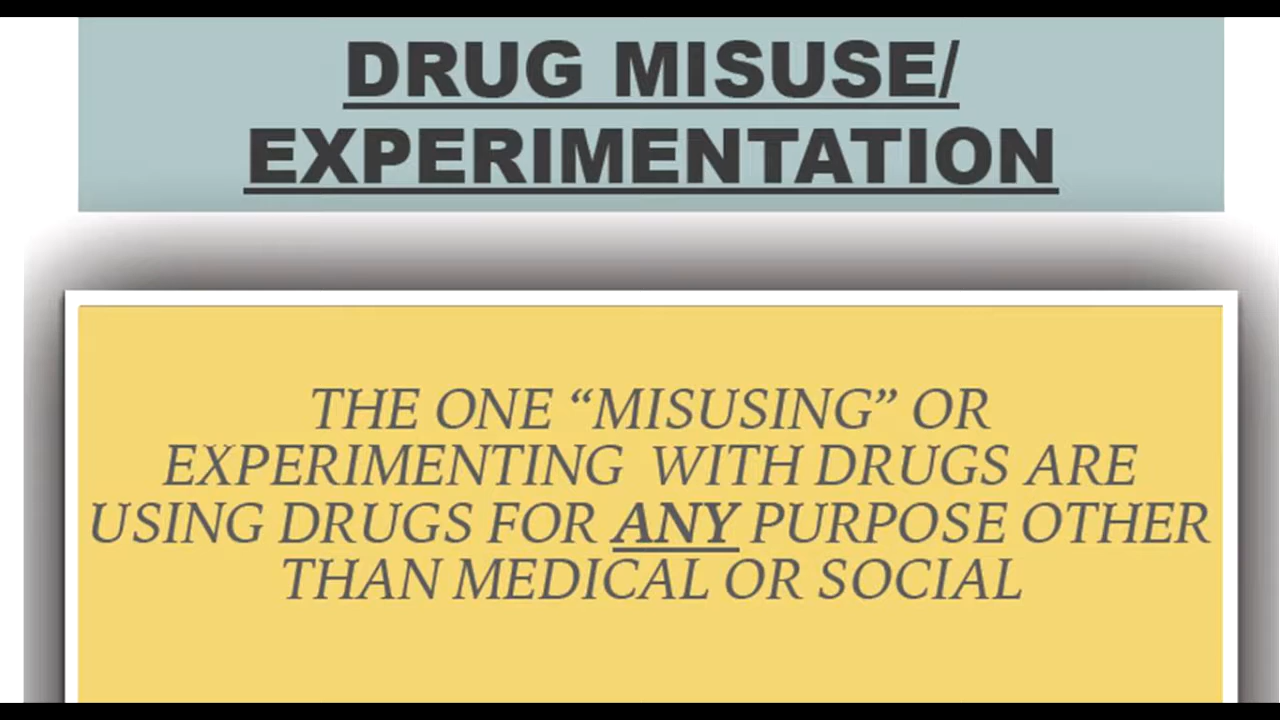 DRUG MISUSE/
EXPERIMENTATION
THE ONE “MISUSING” OR
EXPERIMENTING WITH DRUGS ARE
USING DRUGS FOR ANY PURPOSE OTHER
THAN MEDICAL OR SOCIAL